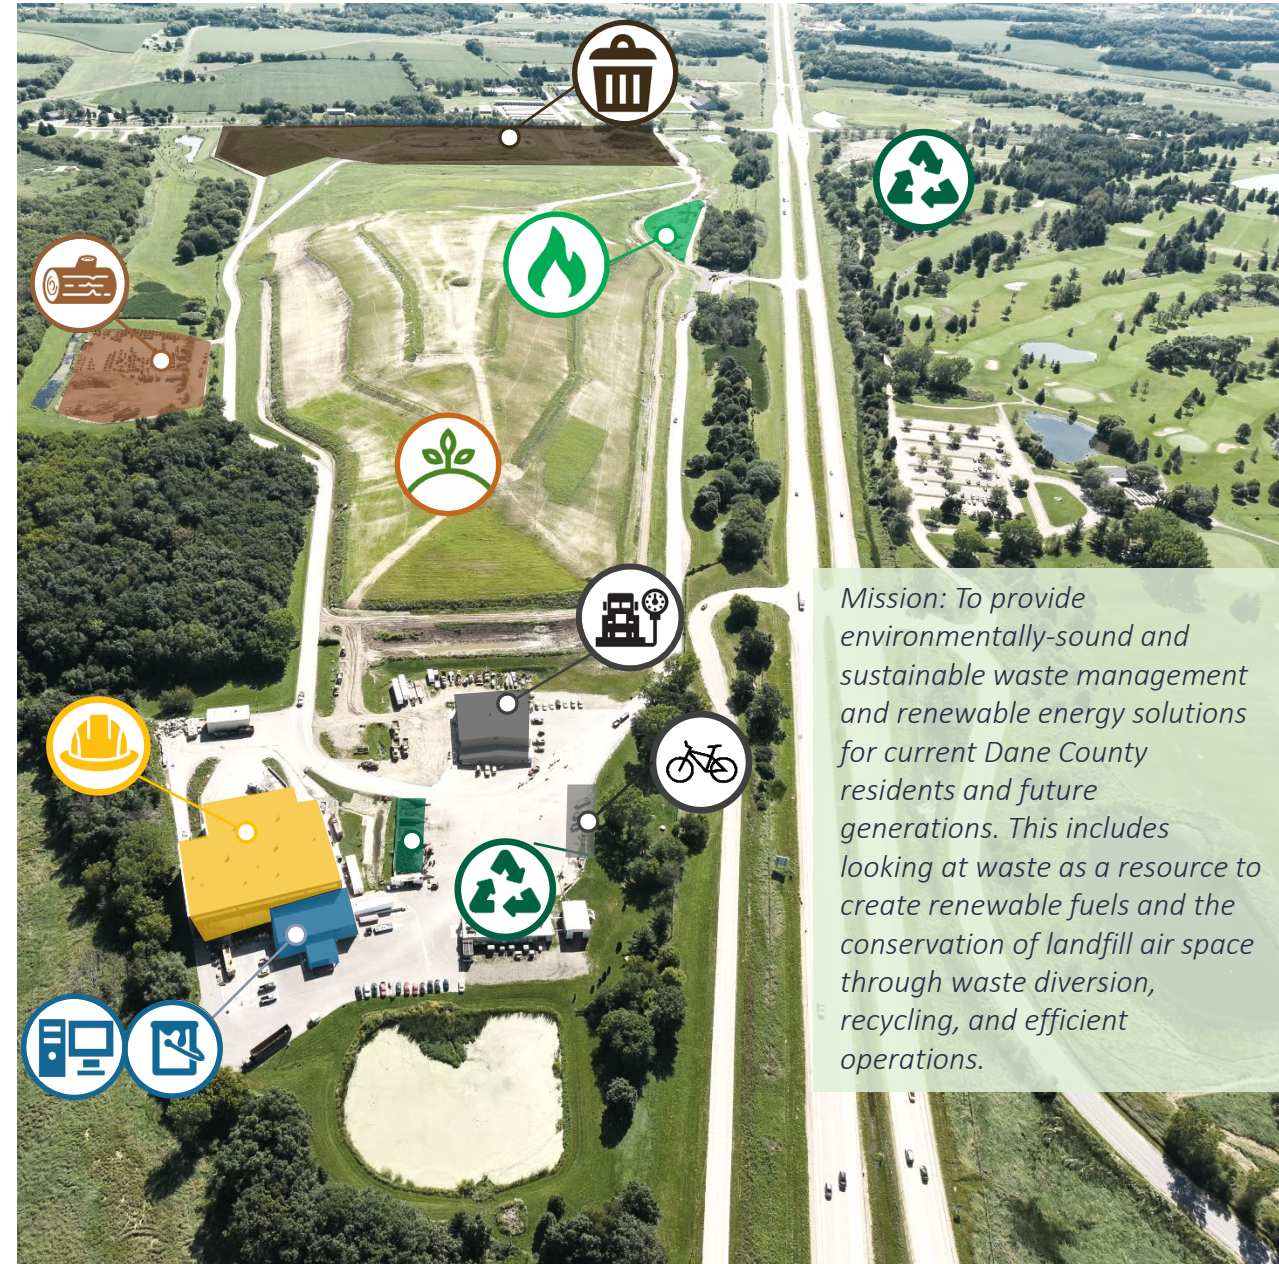 Mission: To provide
environmentally-sound and
sustainable waste management
and renewable energy solutions
for current Dane County
residents and future
generations. This includes
looking at waste as a resource to
create renewable fuels and the
conservation of landfill air space
through waste diversion,
recycling, and efficient
operations.